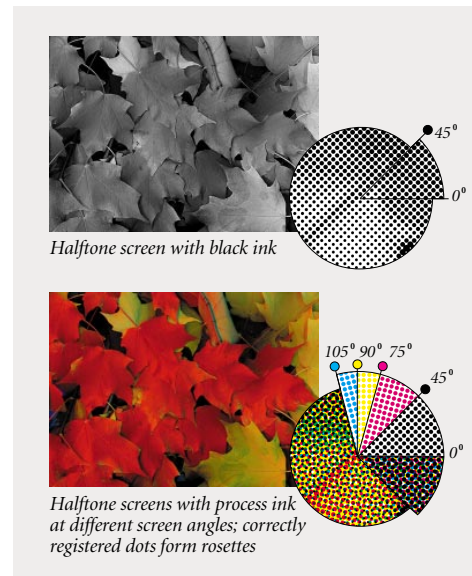 45°
0°
Halftone screen with black ink
105° 90° 75°
45°
0°
Halftone screens with process ink
at different screen angles; correctly
registered dots form rosettes